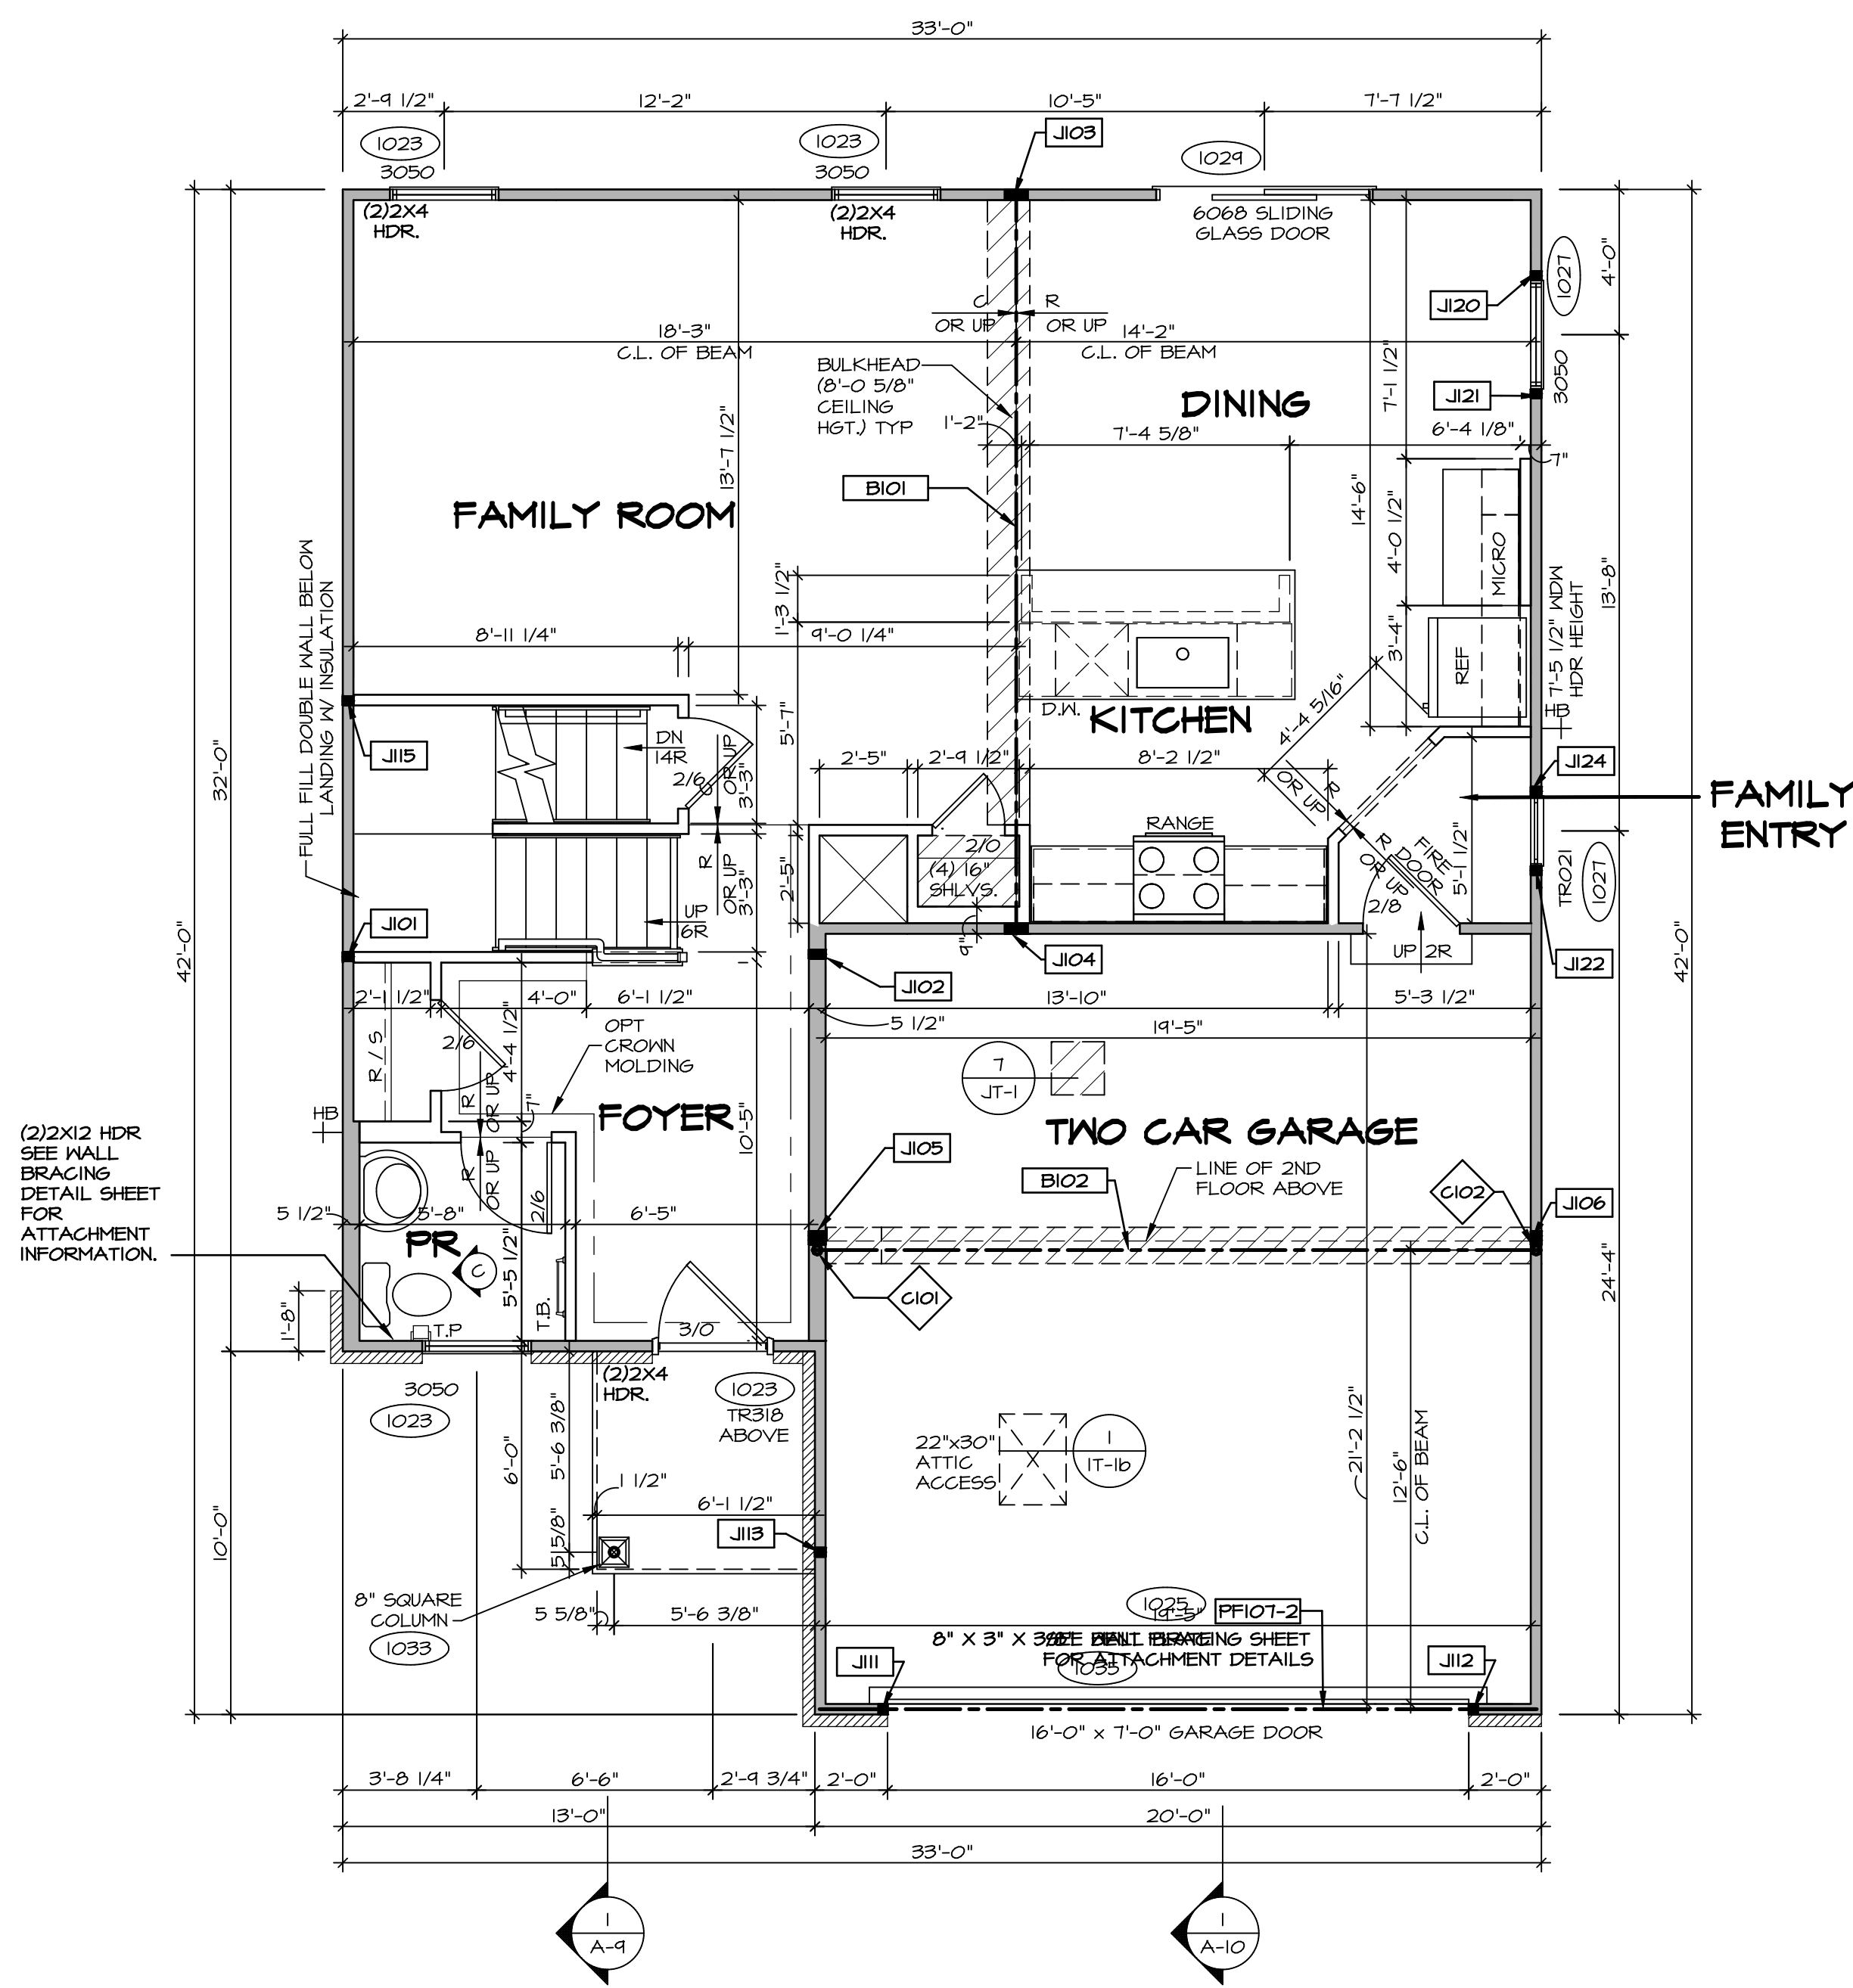 33'-0"
2'-9 1/2"
12'-2"
10'-5"
7'-7 1/2"
1023
3050
1023
3050
J103
1029
(2)2X4
HDR.
(2)2X4
HDR.
6068 SLIDING
GLASS DOOR
4'-0"
1027
J120
C
OR UP
R
OR UP
18'-3"
C.L. OF BEAM
14'-2"
C.L. OF BEAM
BULKHEAD
(8'-0 5/8"
CEILING
HGT.) TYP
1'-2"
DINING
7'-1 1/2"
J121
3050
7'-4 5/8"
6'-4 1/8"
7"
13'-7 1/2"
B101
FAMILY ROOM
14'-6"
4'-0 1/2"
MICRO
13'-8"
FULL FILL DOUBLE WALL BELOW
LANDING W/ INSULATION
1'-3 1/2"
8'-11 1/4"
9'-0 1/4"
3'-4"
REF
7'-5 1/2" WDW
HDR HEIGHT
HB
4'-4 5/16"
D.W.
KITCHEN
5'-7"
J115
DN
14R
2/6
C
OR UP
3'-3"
2'-5"
2'-9 1/2"
8'-2 1/2"
R
OR UP
J124
FAMILY
ENTRY
32'-0"
42'-0"
RANGE
2/0
(4) 16"
SHLVS.
R
OR UP
3'-3"
2'-5"
R
OR UP
FIRE
DOOR
5'-1 1/2"
2/8
TR021
1027
UP
6R
J101
9"
J104
UP 2R
J122
42'-0"
J102
2'-1 1/2"
4'-0"
6'-1 1/2"
13'-10"
5'-3 1/2"
5 1/2"
19'-5"
OPT
CROWN
MOLDING
R / S
2/6
4'-4 1/2"
7
JT-1
R
OR UP
7"
HB
FOYER
10'-5"
TWO CAR GARAGE
(2)2X12 HDR
SEE WALL
BRACING
DETAIL SHEET
FOR
ATTACHMENT
INFORMATION.
R
OR UP
2/6
J105
B102
LINE OF 2ND
FLOOR ABOVE
C102
J106
5 1/2"
5'-8"
6'-5"
PR
C
5'-5 1/2"
T.B.
C101
24'-4"
1'-8"
T.P
3/0
3050
1023
(2)2X4
HDR.
1023
TR318
ABOVE
6'-0"
5'-6 3/8"
22"x30"
ATTIC
ACCESS
1
1T-1b
21'-2 1/2"
12'-6"
C.L. OF BEAM
1 1/2"
6'-1 1/2"
J113
10'-0"
5 5/8"
8" SQUARE
COLUMN
1033
5 5/8"
5'-6 3/8"
1025
19'-5"
PF107-2
8" X 3" X 3/8"
SEE WALL BRACING SHEET
FOR ATTACHMENT DETAILS
1035
J111
J112
16'-0" x 7'-0" GARAGE DOOR
3'-8 1/4"
6'-6"
2'-9 3/4"
2'-0"
16'-0"
2'-0"
13'-0"
20'-0"
33'-0"
1
A-9
1
A-10